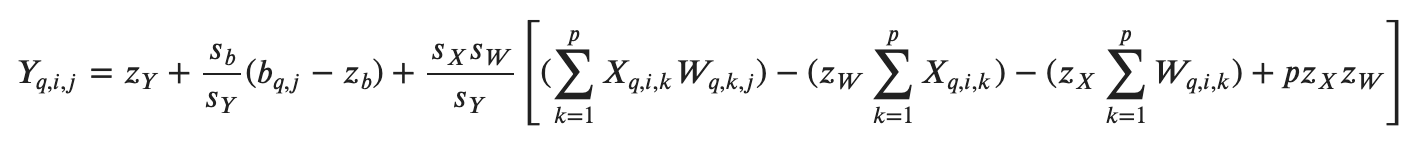 Y_{q,i,j} = z_Y + \frac{s_b}{s_Y}(b_{q,j} - z_b) + \frac{s_X s_W}{s_Y} \left[ (\sum_{k=1}^{p} X_{q,i,k} W_{q,k,j}) - (z_W \sum_{k=1}^{p} X_{q,i,k}) - (z_X \sum_{k=1}^{p} W_{q,i,k}) + p z_X z_W \right]